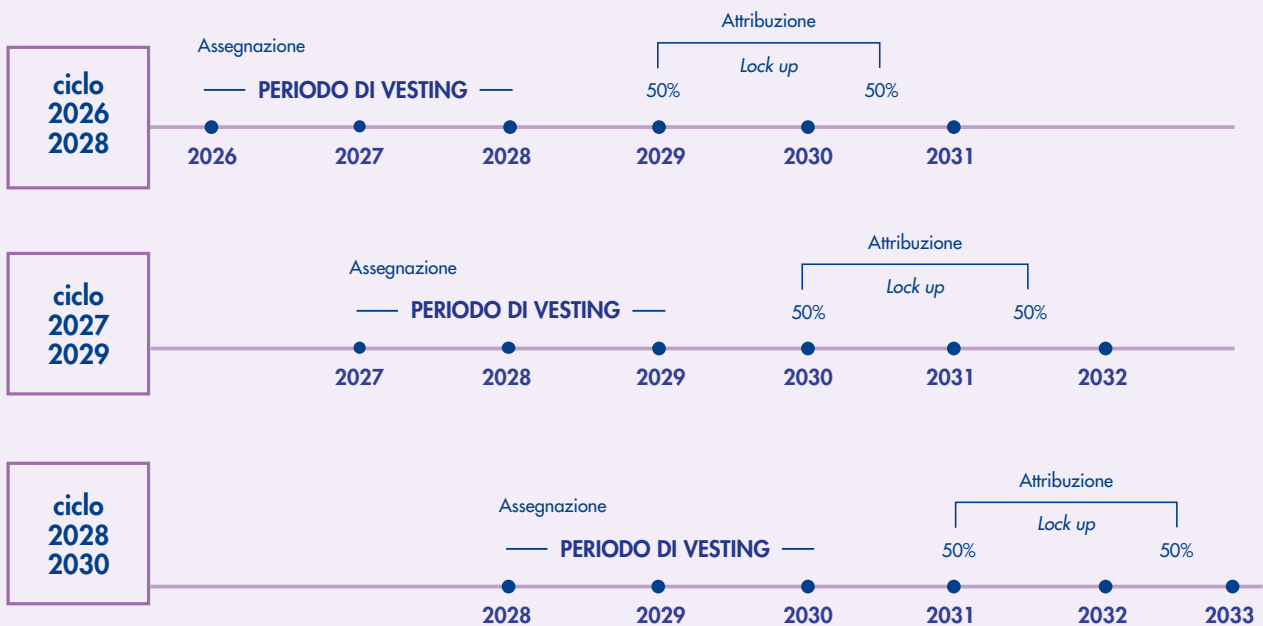 ciclo
2026
2028
Assegnazione
PERIODO DI VESTING
Attribuzione
Lock up
50% 50%
2026 2027 2028 2029 2030 2031
ciclo
2027
2029
Assegnazione
PERIODO DI VESTING
Attribuzione
Lock up
50% 50%
2027 2028 2029 2030 2031 2032
ciclo
2028
2030
Assegnazione
PERIODO DI VESTING
Attribuzione
Lock up
50% 50%
2028 2029 2030 2031 2032 2033